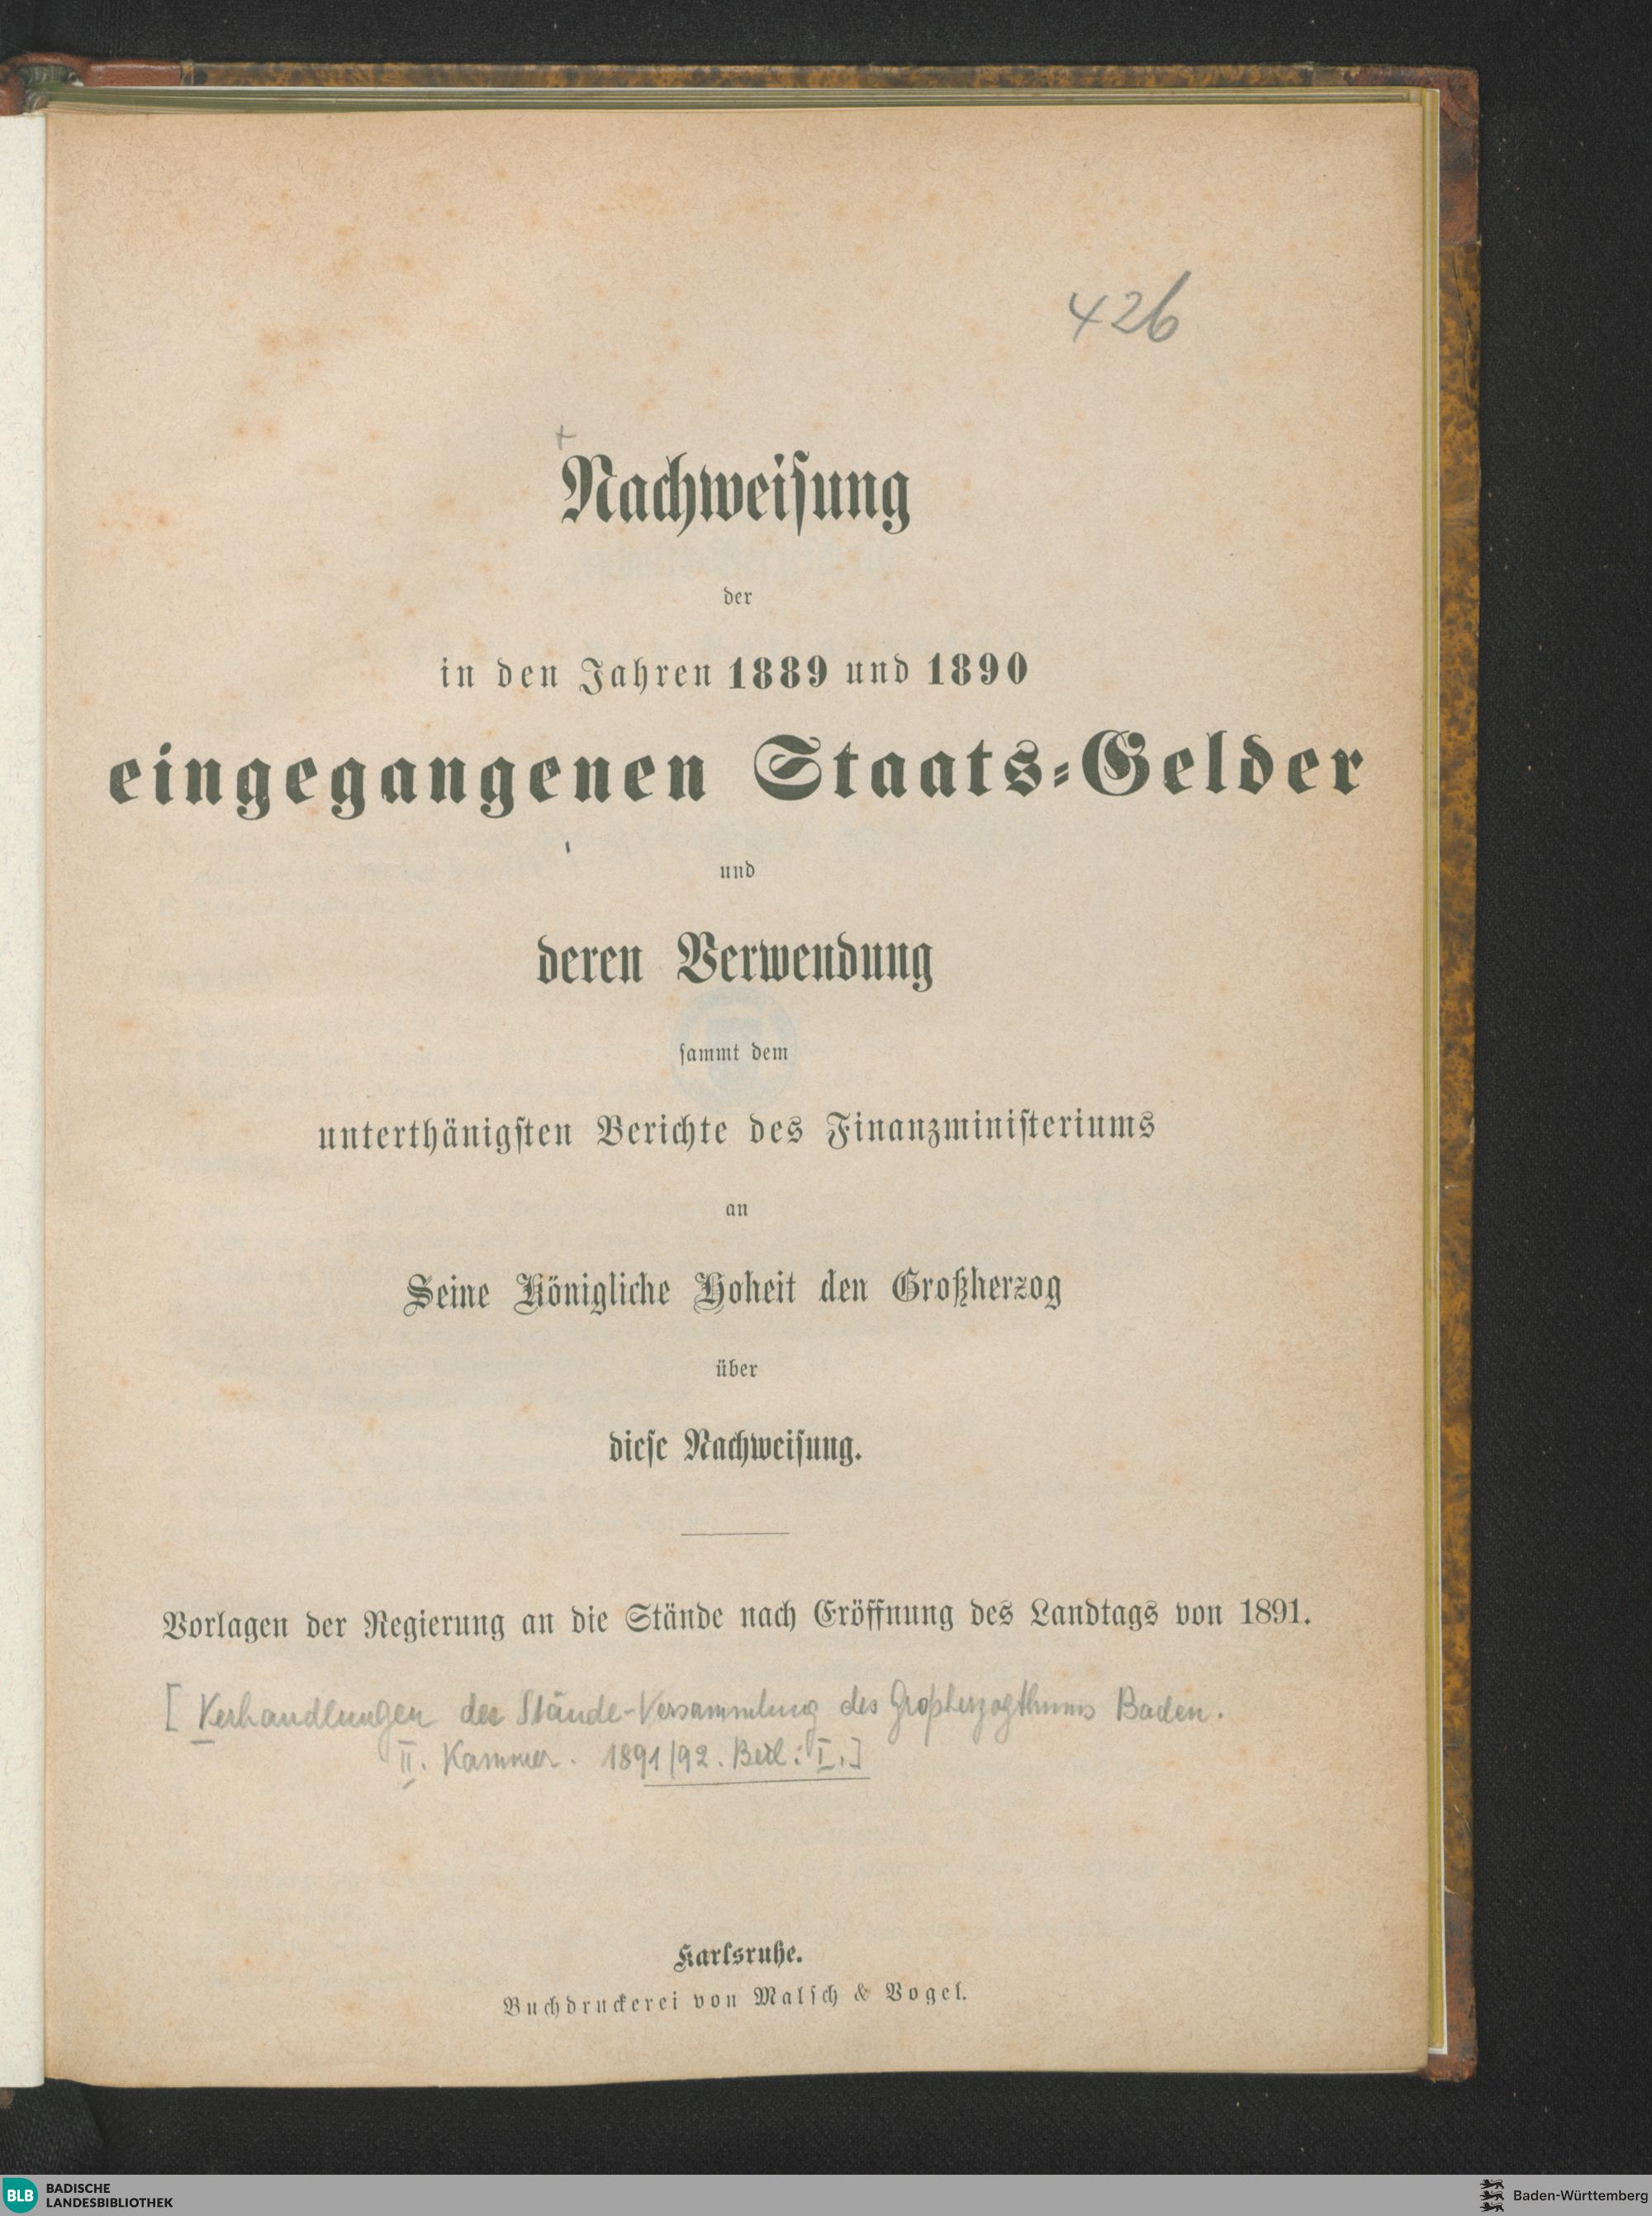 426
Nachweisung
der
in den Jahren 1889 und 1890
eingegangenen Staats-Gelder
und
deren Verwendung
sammt dem
unterthänigsten Berichte des Finanzministeriums
an
Seine Königliche Hoheit den Großherzog
über
diese Nachweisung.
Vorlagen der Regierung an die Stände nach Eröffnung des Landtags von 1891.
[Verhandlungen der Stände-Versammlung des Großherzogthums Baden.
II. Kammer. 1891/92. Beil: I.]
Karlsruhe.
Buchdruckerei von Malsch & Vogel.
BLB BADISCHE
LANDESBIBLIOTHEK
Baden-Württemberg